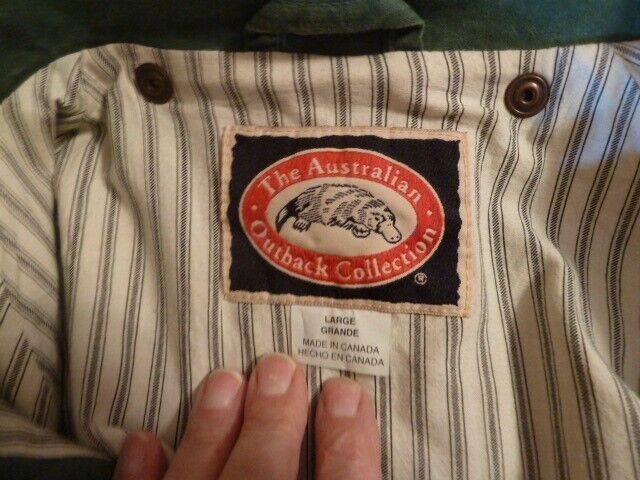 The Australian
Outback Collection
®
LARGE
GRANDE
MADE IN CANADA
HECHO EN CANADA